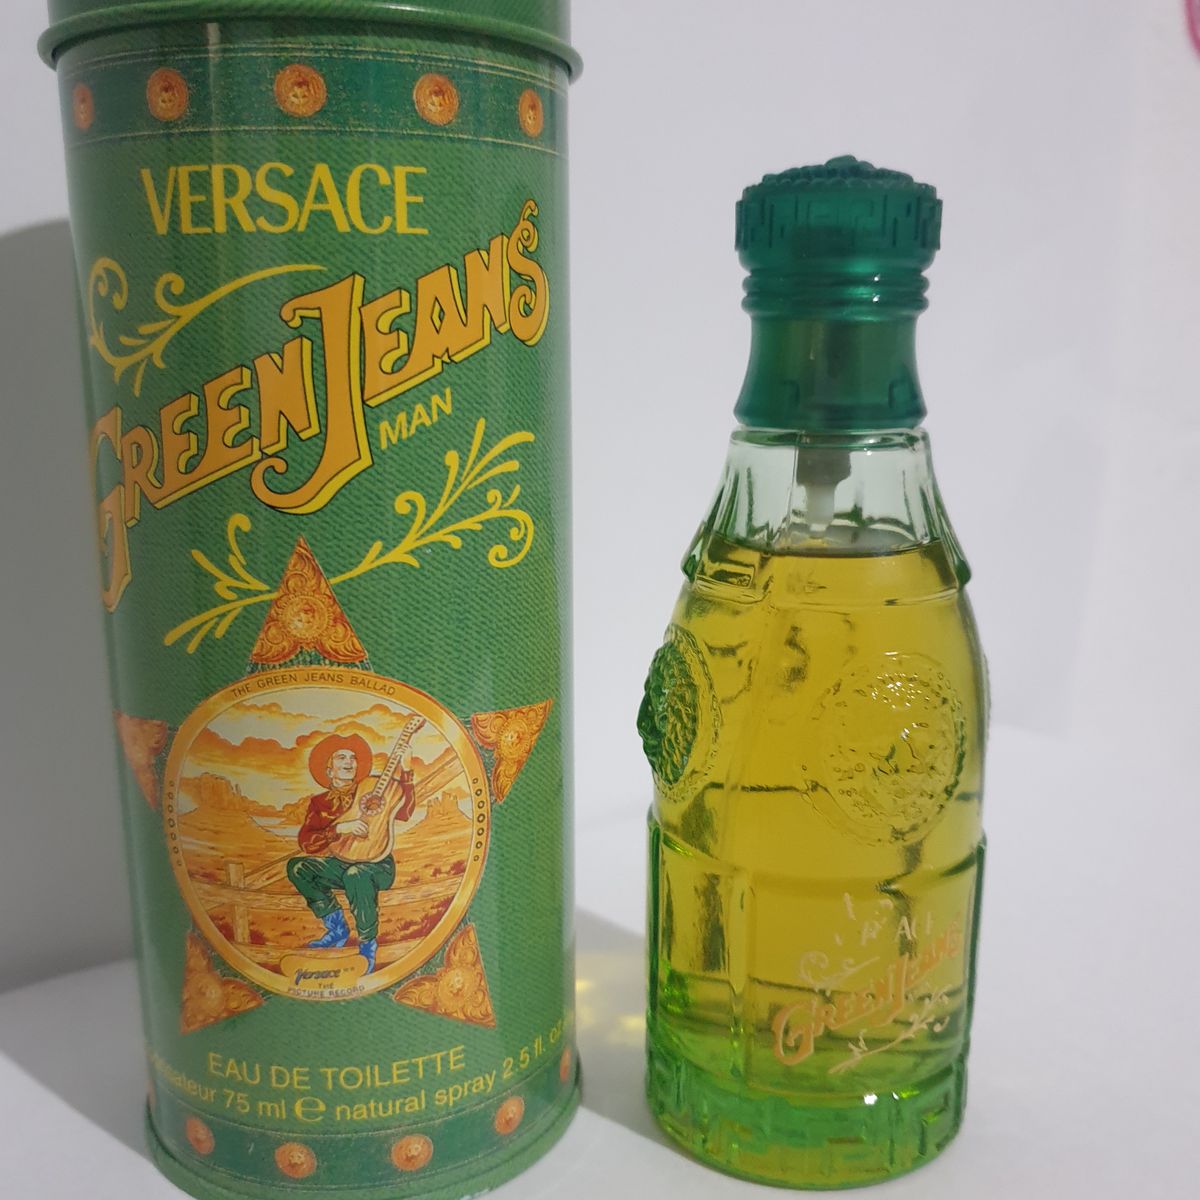 VERSACE
GREEN JEANS
MAN
THE GREEN JEANS BALLAD
Versace
THE
PICTURE RECORD
EAU DE TOILETTE
75 ml e natural spray 2.5 fl. oz
GREEN JEANS